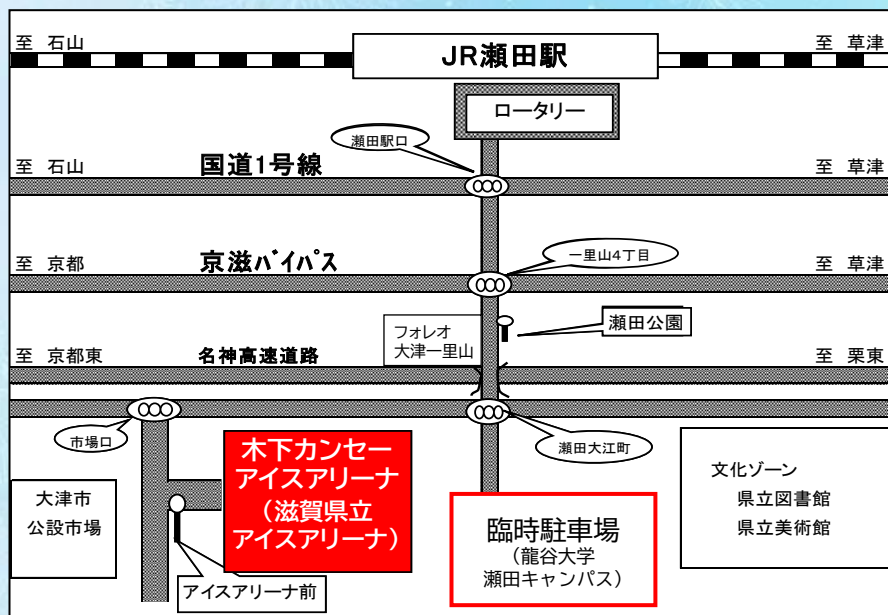 至 石山
至 草津
JR瀬田駅
ロータリー
瀬田駅口
至 石山
国道1号線
至 草津
至 京都
京滋バイパス
一里山4丁目
至 草津
フォレオ
大津一里山
瀬田公園
至 京都東
名神高速道路
至 栗東
市場口
瀬田大江町
木下カンセー
アイスアリーナ
(滋賀県立
アイスアリーナ)
大津市
公設市場
アイスアリーナ前
臨時駐車場
(龍谷大学
瀬田キャンパス)
文化ゾーン
県立図書館
県立美術館